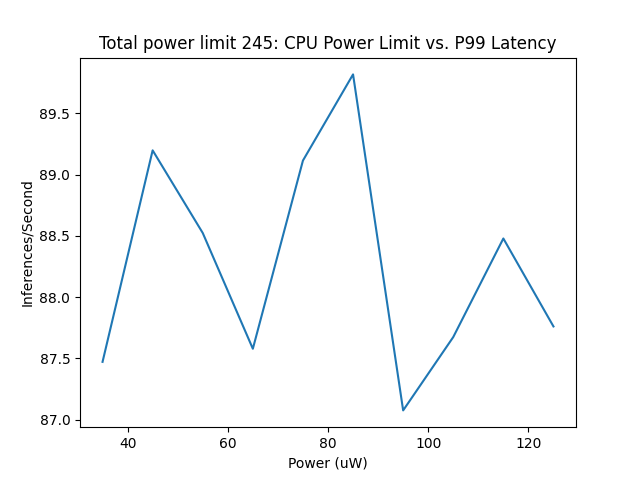 Total power limit 245: CPU Power Limit vs. P99 Latency
Inferences/Second
89.5
89.0
88.5
88.0
87.5
87.0
40 60 80 100 120
Power (uW)